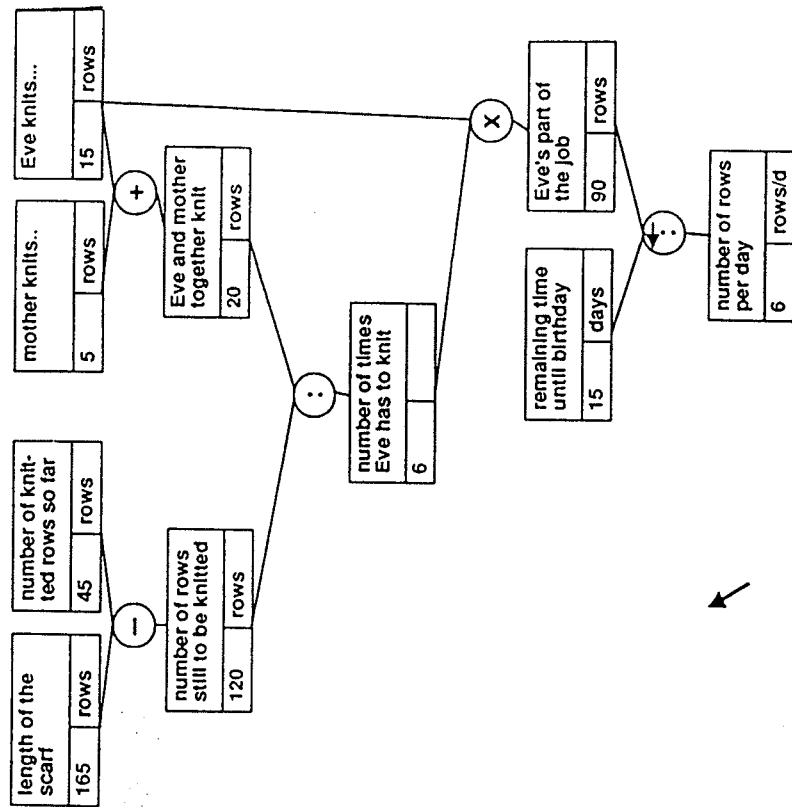 length of the
scarf
165 rows
number of knit-
ted rows so far
45 rows
mother knits..
5 rows
Eve knits...
15 rows
−
+
number of rows
still to be knitted
120 rows
Eve and mother
together knit
20 rows
:
number of times
Eve has to knit
6
x
remaining time
until birthday
15 days
Eve's part of
the job
90 rows
:
number of rows
per day
6 rows/d